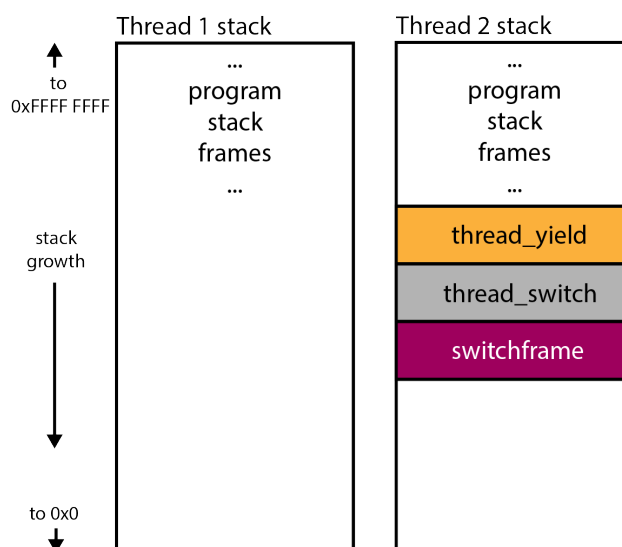 Thread 1 stack
Thread 2 stack
to
0xFFFF FFFF
...
program
stack
frames
...
...
program
stack
frames
...
stack
growth
thread_yield
thread_switch
switchframe
to 0x0